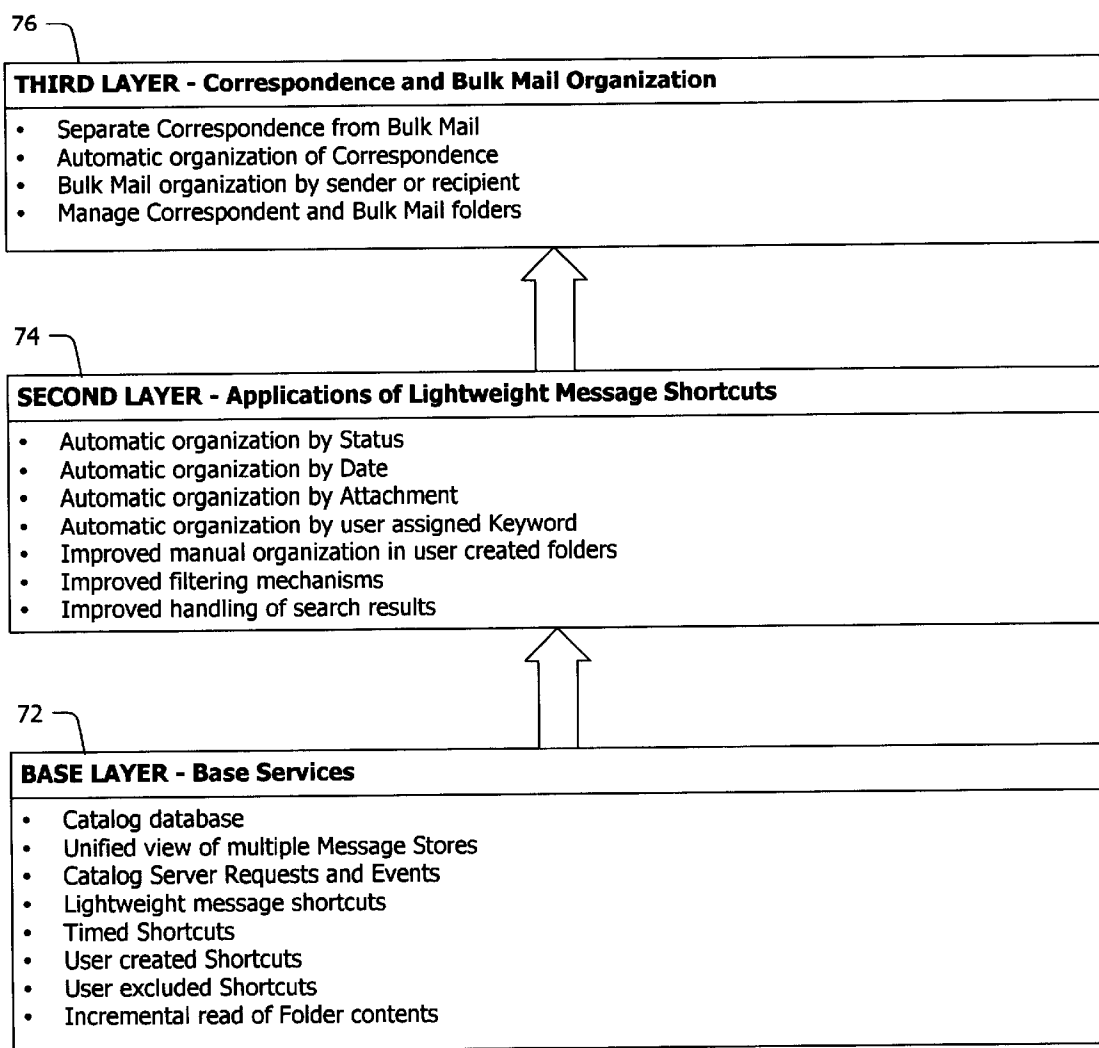 76
THIRD LAYER - Correspondence and Bulk Mail Organization
• Separate Correspondence from Bulk Mail
• Automatic organization of Correspondence
• Bulk Mail organization by sender or recipient
• Manage Correspondent and Bulk Mail folders
74
SECOND LAYER - Applications of Lightweight Message Shortcuts
• Automatic organization by Status
• Automatic organization by Date
• Automatic organization by Attachment
• Automatic organization by user assigned Keyword
• Improved manual organization in user created folders
• Improved filtering mechanisms
• Improved handling of search results
72
BASE LAYER - Base Services
• Catalog database
• Unified view of multiple Message Stores
• Catalog Server Requests and Events
• Lightweight message shortcuts
• Timed Shortcuts
• User created Shortcuts
• User excluded Shortcuts
• Incremental read of Folder contents